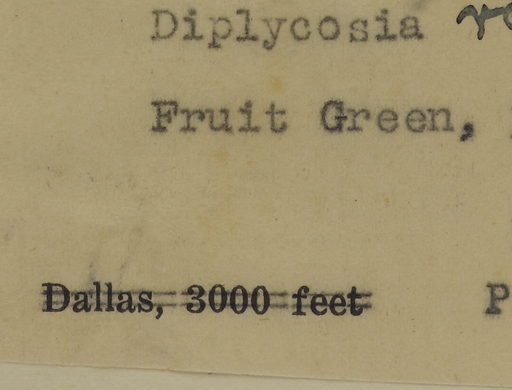 Diplycosia
Fruit Green,
Dallas, 3000 feet P